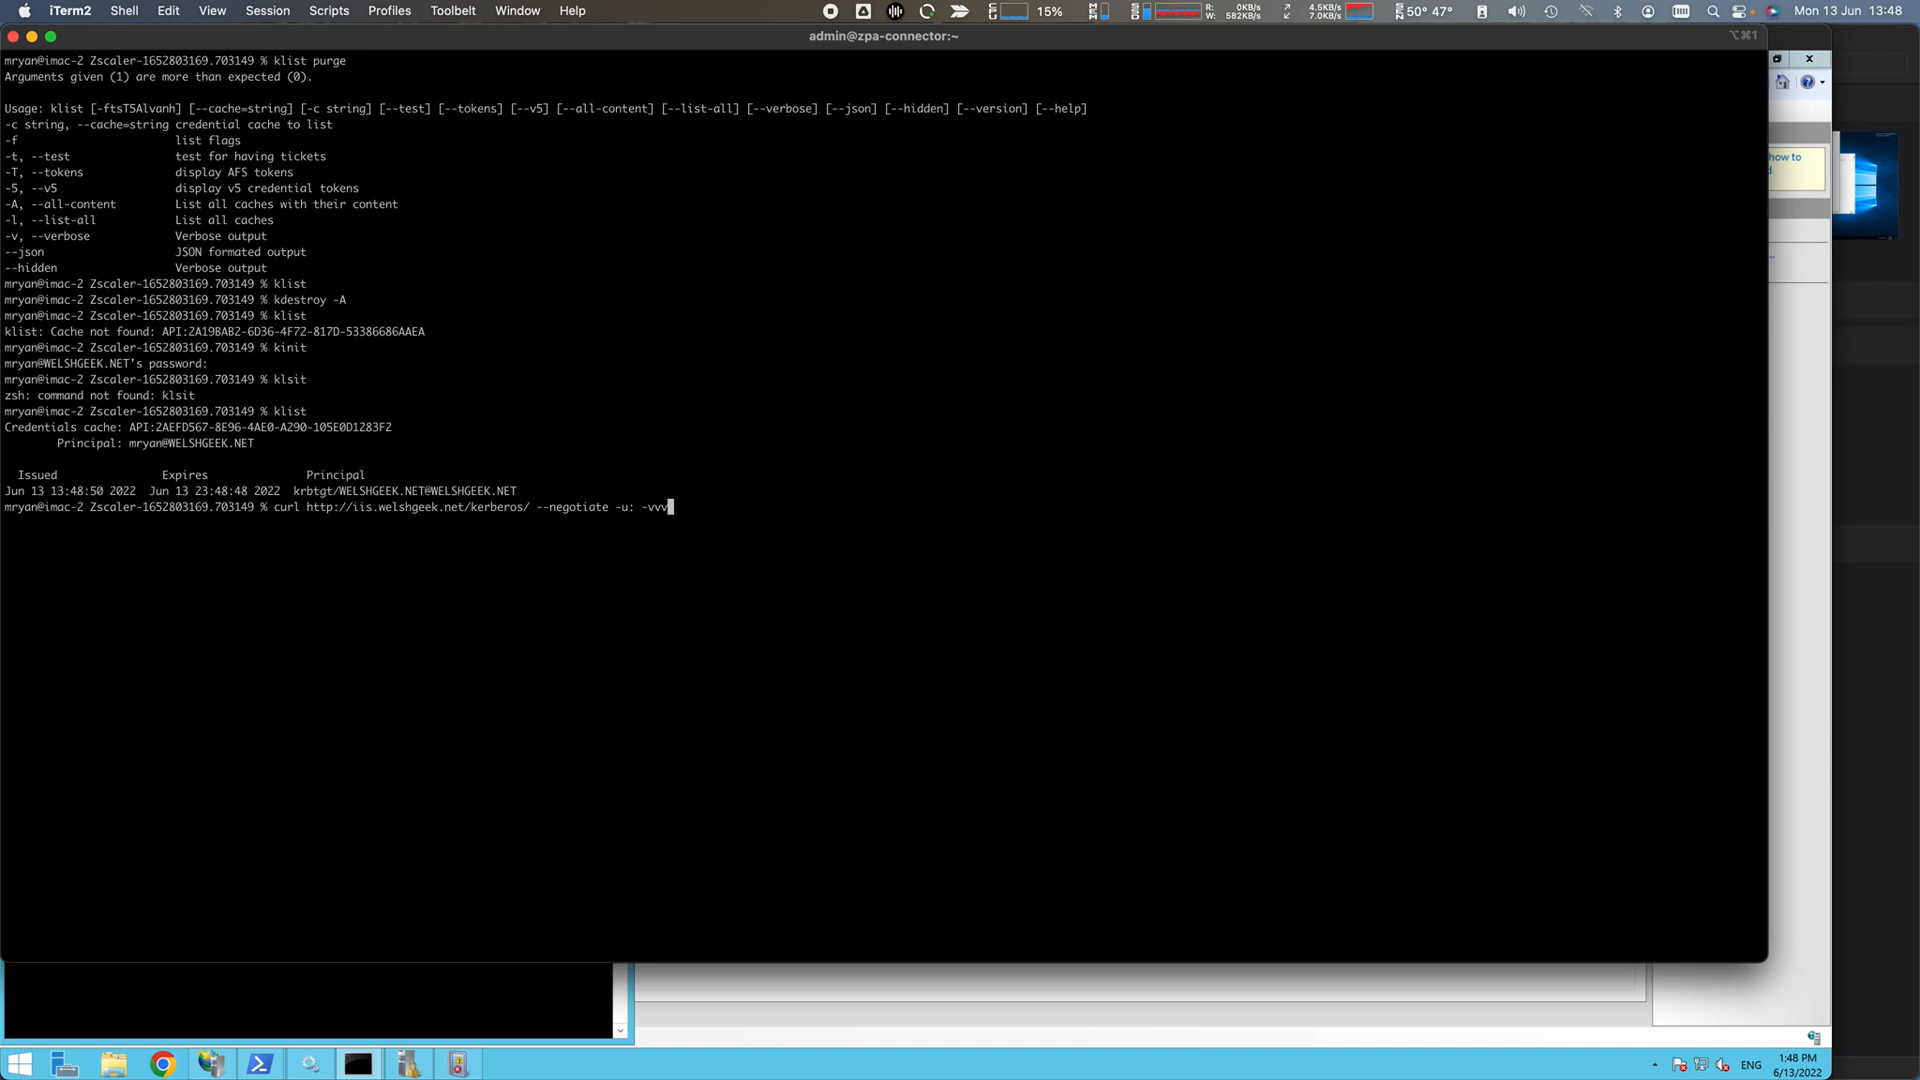 iTerm2 Shell Edit View Session Scripts Profiles Toolbelt Window Help 15% R: 0KB/s W: 582KB/s 4.5KB/s 7.0KB/s 50° 47° Mon 13 Jun 13:48
admin@zpa-connector:~ ⌥⌘1
mryan@imac-2 Zscaler-1652803169.703149 % klist purge
Arguments given (1) are more than expected (0).
Usage: klist [-ftsT5Alvanh] [--cache=string] [-c string] [--test] [--tokens] [--v5] [--all-content] [--list-all] [--verbose] [--json] [--hidden] [--version] [--help]
-c string, --cache=string credential cache to list
-f list flags
-t, --test test for having tickets
-T, --tokens display AFS tokens
-5, --v5 display v5 credential tokens
-A, --all-content List all caches with their content
-l, --list-all List all caches
-v, --verbose Verbose output
--json JSON formated output
--hidden Verbose output
mryan@imac-2 Zscaler-1652803169.703149 % klist
mryan@imac-2 Zscaler-1652803169.703149 % kdestroy -A
mryan@imac-2 Zscaler-1652803169.703149 % klist
klist: Cache not found: API:2A19BAB2-6D36-4F72-817D-53386686AAEA
mryan@imac-2 Zscaler-1652803169.703149 % kinit
mryan@WELSHGEEK.NET's password:
mryan@imac-2 Zscaler-1652803169.703149 % klsit
zsh: command not found: klsit
mryan@imac-2 Zscaler-1652803169.703149 % klist
Credentials cache: API:2AEFD567-8E96-4AE0-A290-105E0D1283F2
Principal: mryan@WELSHGEEK.NET
Issued Expires Principal
Jun 13 13:48:50 2022 Jun 13 23:48:48 2022 krbtgt/WELSHGEEK.NET@WELSHGEEK.NET
mryan@imac-2 Zscaler-1652803169.703149 % curl http://iis.welshgeek.net/kerberos/ --negotiate -u: -vvv
how to
ENG
1:48 PM
6/13/2022